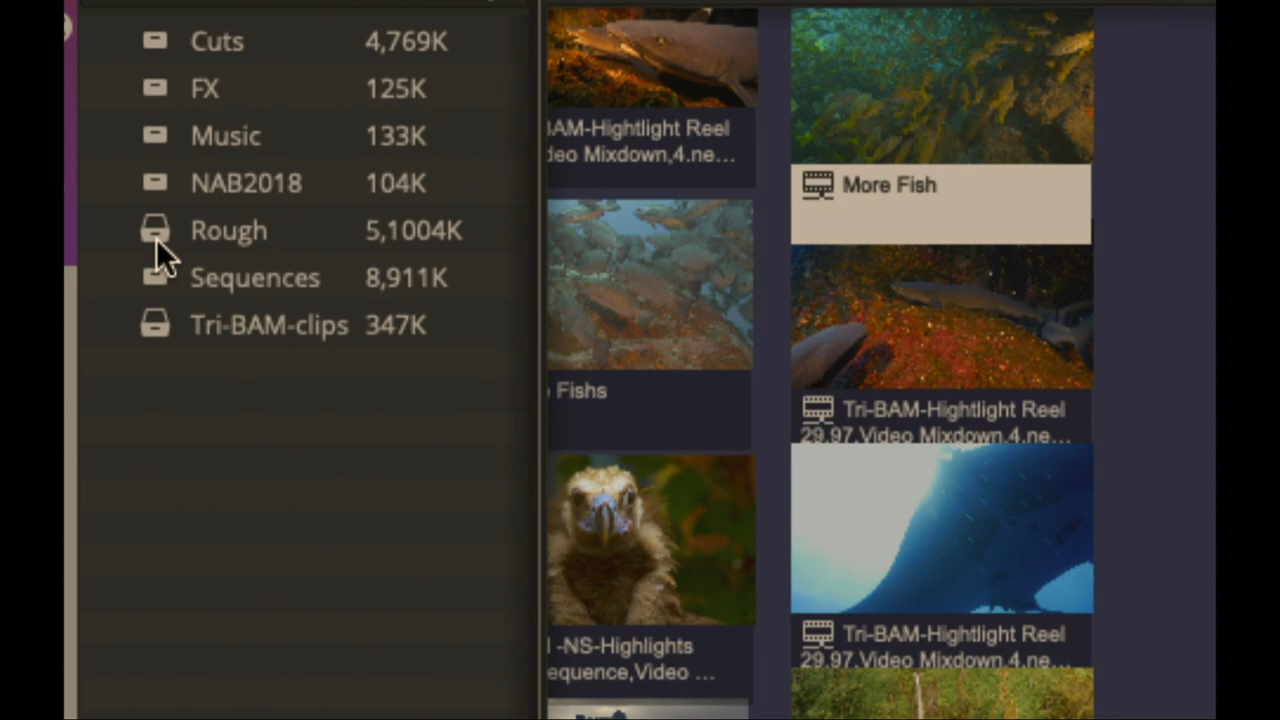 Cuts 4,769K
FX 125K
Music 133K
NAB2018 104K
Rough 5,1004K
Sequences 8,911K
Tri-BAM-clips 347K
BAM-Hightlight Reel
deo Mixdown,4.ne...
Fishs
-NS-Highlights
equence,Video ...
More Fish
Tri-BAM-Hightlight Reel
29.97,Video Mixdown,4.ne...
Tri-BAM-Hightlight Reel
29.97,Video Mixdown,4.ne...